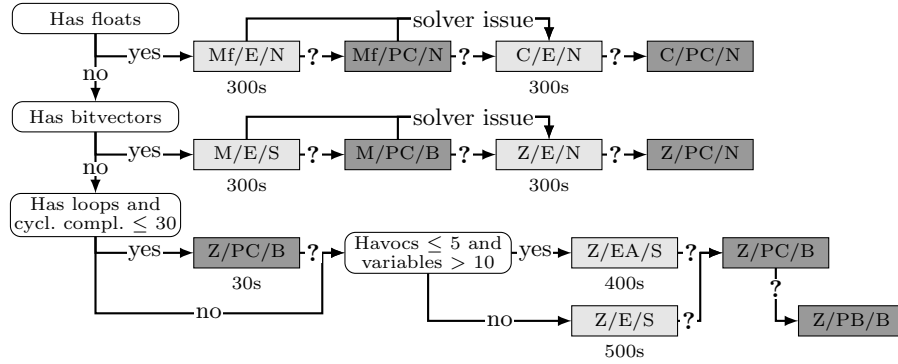 Has floats
solver issue
yes
Mf/E/N
?
Mf/PC/N
?
C/E/N
?
C/PC/N
no
300s
300s
Has bitvectors
solver issue
yes
M/E/S
?
M/PC/B
?
Z/E/N
?
Z/PC/N
no
300s
300s
Has loops and
cycl. compl. ≤ 30
yes
Z/PC/B
?
30s
Havocs ≤ 5 and
variables > 10
yes
Z/EA/S
?
400s
Z/PC/B
?
no
no
Z/E/S
?
500s
Z/PB/B